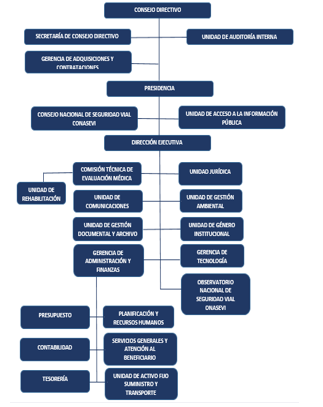 CONSEJO DIRECTIVO
SECRETARÍA DE CONSEJO DIRECTIVO
UNIDAD DE AUDITORÍA INTERNA
GERENCIA DE ADQUISICIONES Y
CONTRATACIONES
PRESIDENCIA
CONSEJO NACIONAL DE SEGURIDAD VIAL
CONASEVI
UNIDAD DE ACCESO A LA INFORMACIÓN
PÚBLICA
DIRECCIÓN EJECUTIVA
COMISIÓN TÉCNICA DE
EVALUACIÓN MÉDICA
UNIDAD JURÍDICA
UNIDAD DE
REHABILITACIÓN
UNIDAD DE
COMUNICACIONES
UNIDAD DE GESTIÓN
AMBIENTAL
UNIDAD DE GESTIÓN
DOCUMENTAL Y ARCHIVO
UNIDAD DE GÉNERO
INSTITUCIONAL
GERENCIA DE
ADMINISTRACIÓN Y
FINANZAS
GERENCIA DE
TECNOLOGÍA
OBSERVATORIO
NACIONAL DE
SEGURIDAD VIAL
ONASEVI
PRESUPUESTO
PLANIFICACIÓN Y
RECURSOS HUMANOS
CONTABILIDAD
SERVICIOS GENERALES Y
ATENCIÓN AL
BENEFICIARIO
TESORERÍA
UNIDAD DE ACTIVO FIJO
SUMINISTRO Y
TRANSPORTE